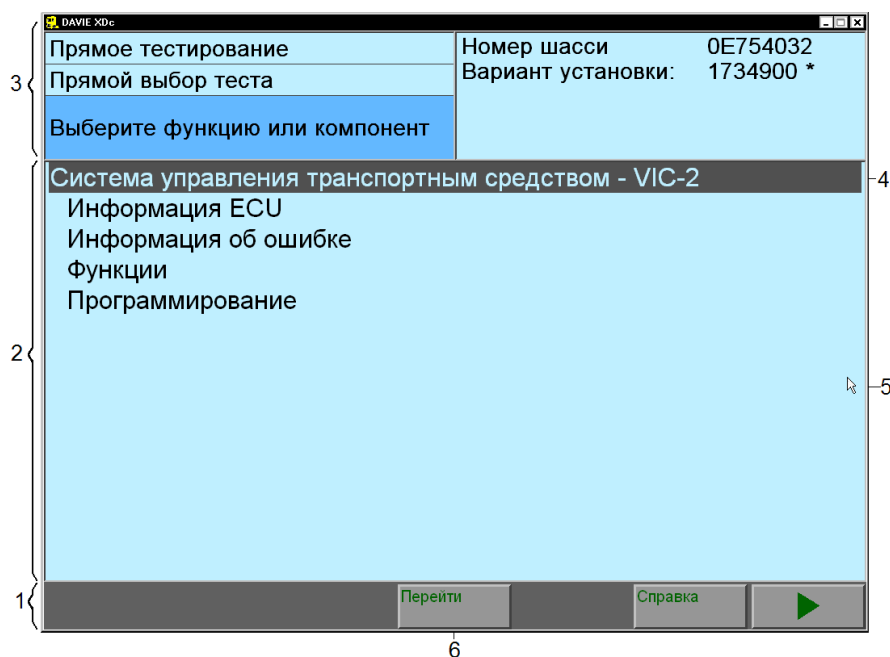 DAVIE XDc
Прямое тестирование
Прямой выбор теста
Выберите функцию или компонент
Номер шасси 0E754032
Вариант установки: 1734900 *
3
Система управления транспортным средством - VIC-2
4
Информация ECU
Информация об ошибке
Функции
Программирование
2
5
1
Перейти
Справка
6